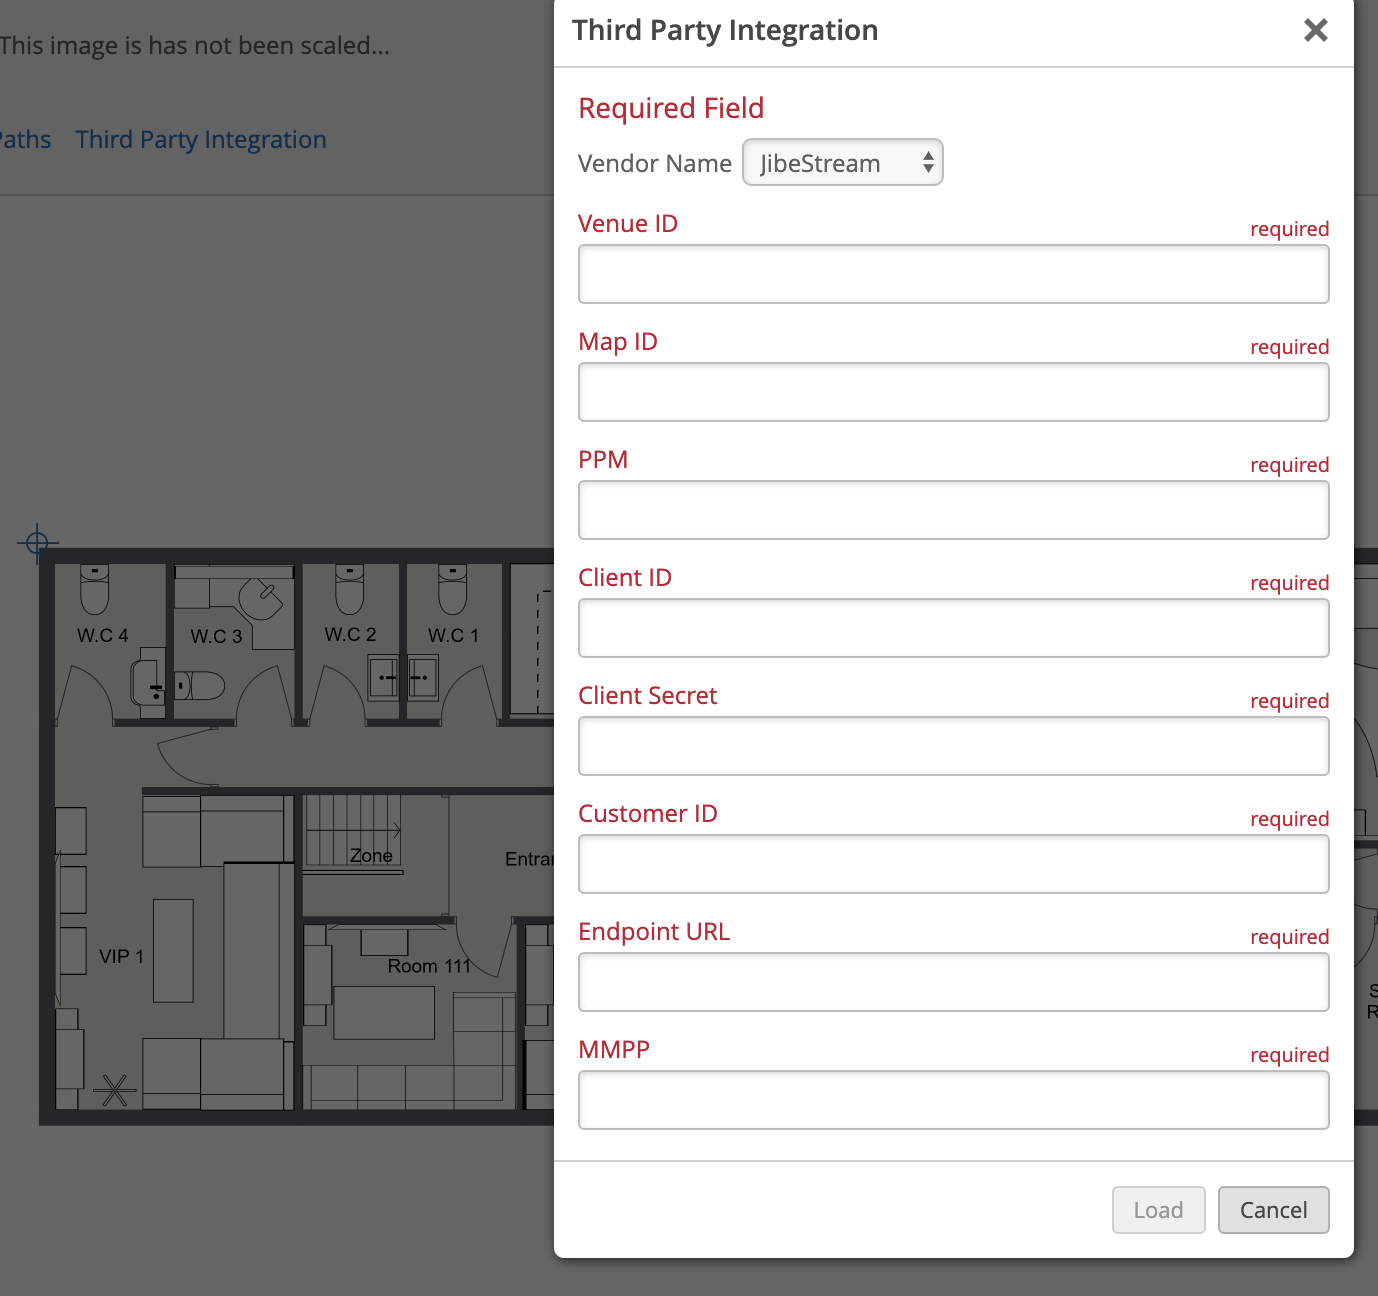 This image is has not been scaled...
Paths Third Party Integration
W.C 4
W.C 3
W.C 2
W.C 1
Zone
VIP 1
Room 111
Third Party Integration
Required Field
Vendor Name JibeStream
Venue ID required
Map ID required
PPM required
Client ID required
Client Secret required
Customer ID required
Endpoint URL required
MMPP required
Load Cancel